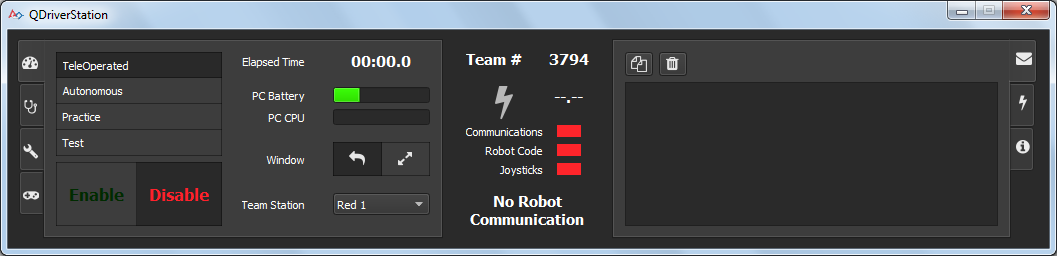 QDriverStation
TeleOperated
Autonomous
Practice
Test
Enable
Disable
Elapsed Time
00:00.0
PC Battery
PC CPU
Window
Team Station
Red 1
Team #
3794
--.--
Communications
Robot Code
Joysticks
No Robot
Communication